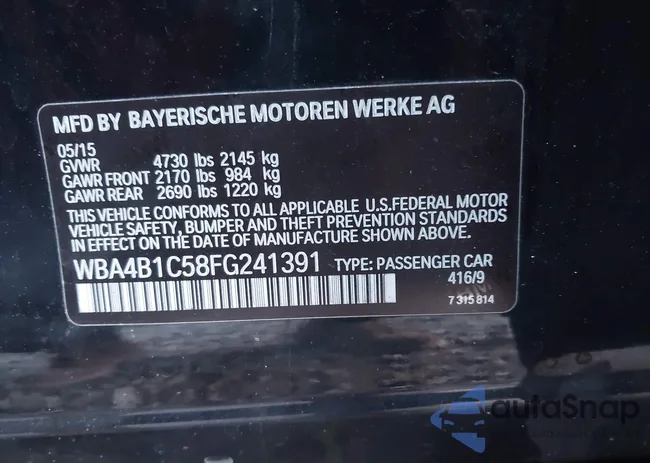 MFD BY BAYERISCHE MOTOREN WERKE AG
05/15
GVWR 4730 lbs 2145 kg
GAWR FRONT 2170 lbs 984 kg
GAWR REAR 2690 lbs 1220 kg
THIS VEHICLE CONFORMS TO ALL APPLICABLE U.S.FEDERAL MOTOR
VEHICLE SAFETY, BUMPER AND THEFT PREVENTION STANDARDS
IN EFFECT ON THE DATE OF MANUFACTURE SHOWN ABOVE.
WBA4B1C58FG241391 TYPE: PASSENGER CAR
416/9
7 315 814
autaSnap